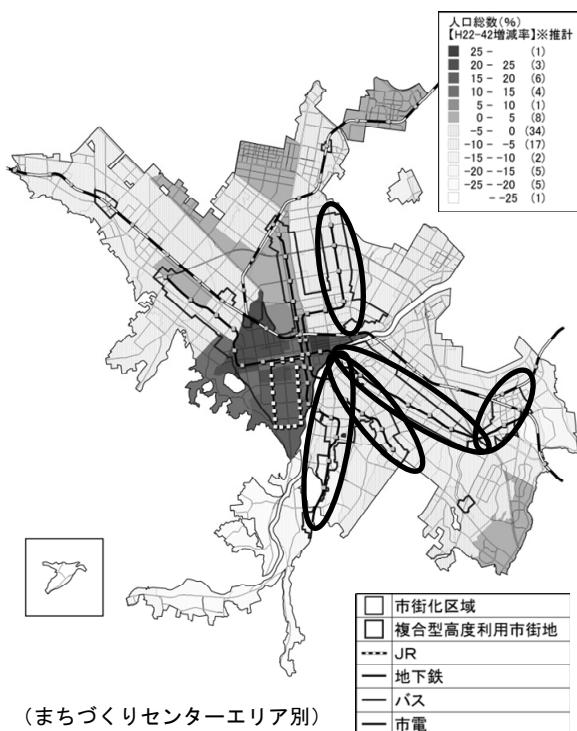 人口総数(%)
【H22-42増減率】※推計
25 - (1)
20 - 25 (3)
15 - 20 (6)
10 - 15 (4)
5 - 10 (1)
0 - 5 (8)
-5 - 0 (34)
-10 - -5 (17)
-15 - -10 (2)
-20 - -15 (5)
-25 - -20 (5)
- -25 (1)
市街化区域
複合型高度利用市街地
JR
地下鉄
バス
市電
(まちづくりセンターエリア別)